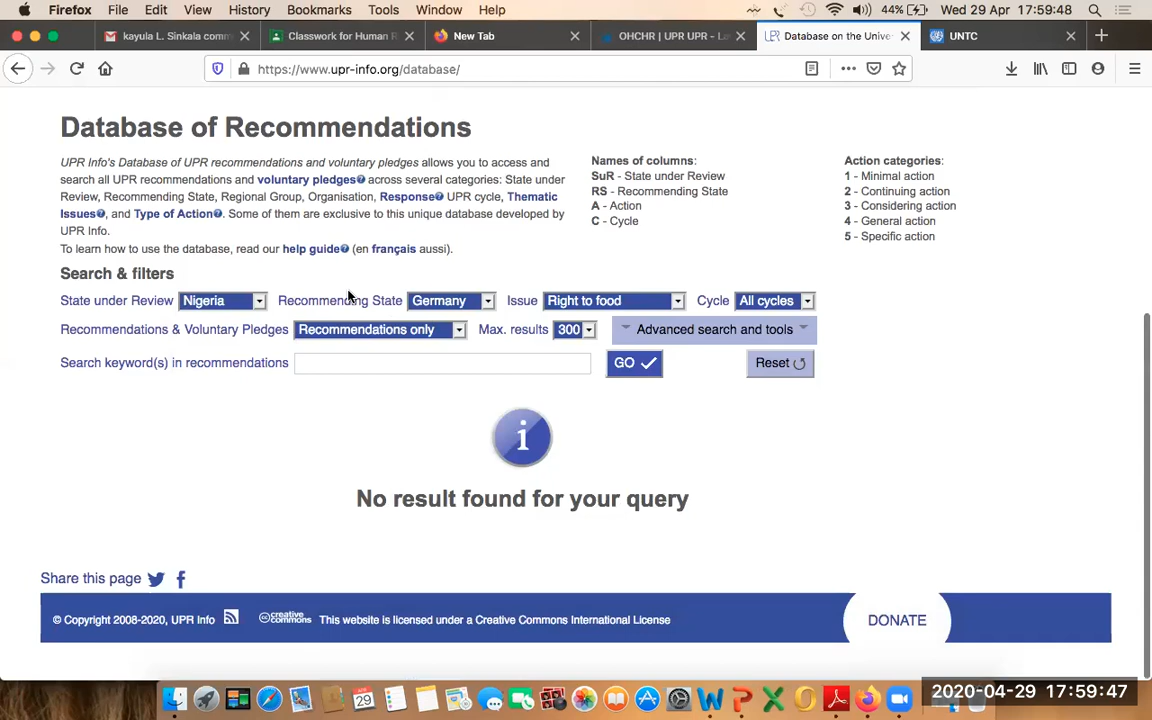 Firefox File Edit View History Bookmarks Tools Window Help 44% Wed 29 Apr 17:59:48
kayula L. Sinkala comm Classwork for Human R New Tab OHCHR | UPR UPR - La Database on the Unive UNTC
https://www.upr-info.org/database/
Database of Recommendations
UPR Info's Database of UPR recommendations and voluntary pledges allows you to access and
search all UPR recommendations and voluntary pledges across several categories: State under
Review, Recommending State, Regional Group, Organisation, Response UPR cycle, Thematic
Issues, and Type of Action. Some of them are exclusive to this unique database developed by
UPR Info.
To learn how to use the database, read our help guide (en français aussi).
Names of columns:
SuR - State under Review
RS - Recommending State
A - Action
C - Cycle
Action categories:
1 - Minimal action
2 - Continuing action
3 - Considering action
4 - General action
5 - Specific action
Search & filters
State under Review Nigeria Recommending State Germany Issue Right to food Cycle All cycles
Recommendations & Voluntary Pledges Recommendations only Max. results 300 Advanced search and tools
Search keyword(s) in recommendations GO Reset
i
No result found for your query
Share this page
© Copyright 2008-2020, UPR Info creative commons This website is licensed under a Creative Commons International License DONATE
2020-04-29 17:59:47